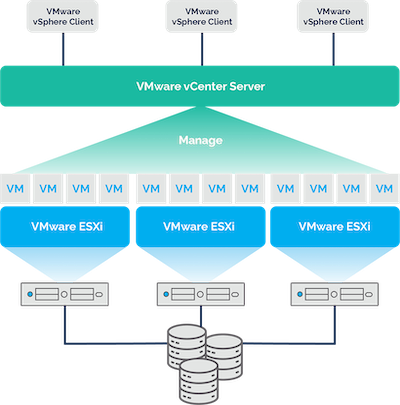 VMware
vSphere Client
VMware
vSphere Client
VMware
vSphere Client
VMware vCenter Server
Manage
VM VM VM VM VM VM VM VM VM VM VM VM
VMware ESXi VMware ESXi VMware ESXi